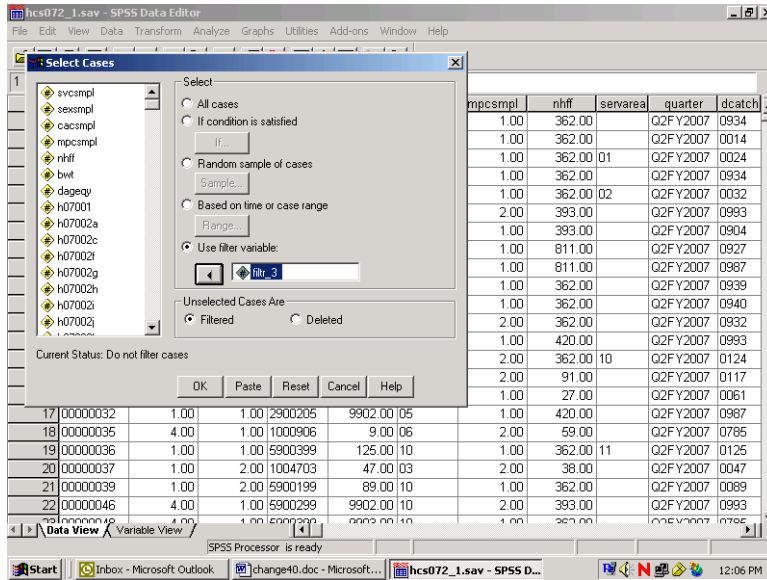 hcs072_1.sav - SPSS Data Editor
File Edit View Data Transform Analyze Graphs Utilities Add-ons Window Help
Select Cases
1
svcsmpl
sexsmpl
cacsmpl
mpcsmpl
nhff
bwt
dageqy
h07001
h07002a
h07002c
h07002f
h07002g
h07002h
h07002i
h07002j
Select
All cases
If condition is satisfied
If...
Random sample of cases
Sample...
Based on time or case range
Range...
Use filter variable:
filtr_3
Unselected Cases Are
Filtered Deleted
Current Status: Do not filter cases
OK Paste Reset Cancel Help
mpcsmpl nhff servarea quarter dcatch
1.00 362.00 Q2FY2007 0934
1.00 362.00 Q2FY2007 0014
1.00 362.00 01 Q2FY2007 0024
1.00 362.00 Q2FY2007 0934
1.00 362.00 02 Q2FY2007 0032
2.00 393.00 Q2FY2007 0993
1.00 393.00 Q2FY2007 0904
1.00 811.00 Q2FY2007 0927
1.00 811.00 Q2FY2007 0987
1.00 362.00 Q2FY2007 0939
1.00 362.00 Q2FY2007 0940
2.00 362.00 Q2FY2007 0932
1.00 420.00 Q2FY2007 0993
2.00 362.00 10 Q2FY2007 0124
2.00 91.00 Q2FY2007 0117
1.00 27.00 Q2FY2007 0061
17 00000032 1.00 1.00 2900205 9902.00 05 1.00 420.00 Q2FY2007 0987
18 00000035 4.00 1.00 1000906 9.00 06 2.00 59.00 Q2FY2007 0785
19 00000036 1.00 1.00 5900399 125.00 10 1.00 362.00 11 Q2FY2007 0125
20 00000037 1.00 2.00 1004703 47.00 03 2.00 38.00 Q2FY2007 0047
21 00000039 1.00 2.00 5900199 89.00 10 1.00 362.00 Q2FY2007 0089
22 00000046 4.00 1.00 5900299 9902.00 10 2.00 393.00 Q2FY2007 0993
Data View Variable View
SPSS Processor is ready
Start Inbox - Microsoft Outlook change40.doc - Microsoft... hcs072_1.sav - SPSS D... 12:06 PM